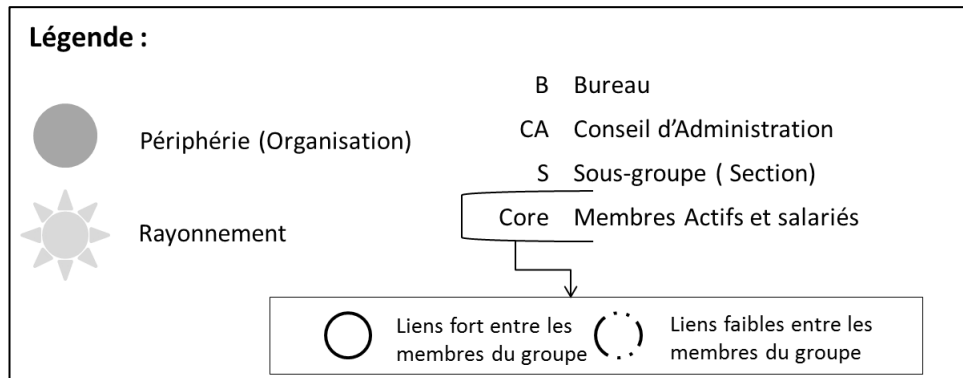 Légende :
Périphérie (Organisation)
Rayonnement
B Bureau
CA Conseil d’Administration
S Sous-groupe ( Section)
Core Membres Actifs et salariés
Liens fort entre les
membres du groupe
Liens faibles entre les
membres du groupe